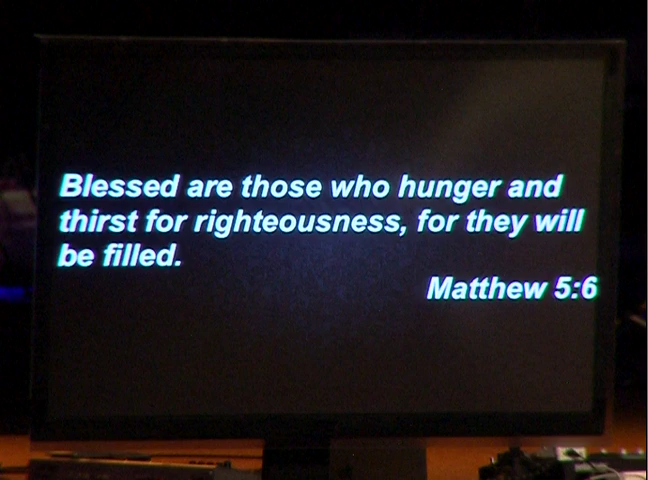 Blessed are those who hunger and
thirst for righteousness, for they will
be filled.
Matthew 5:6